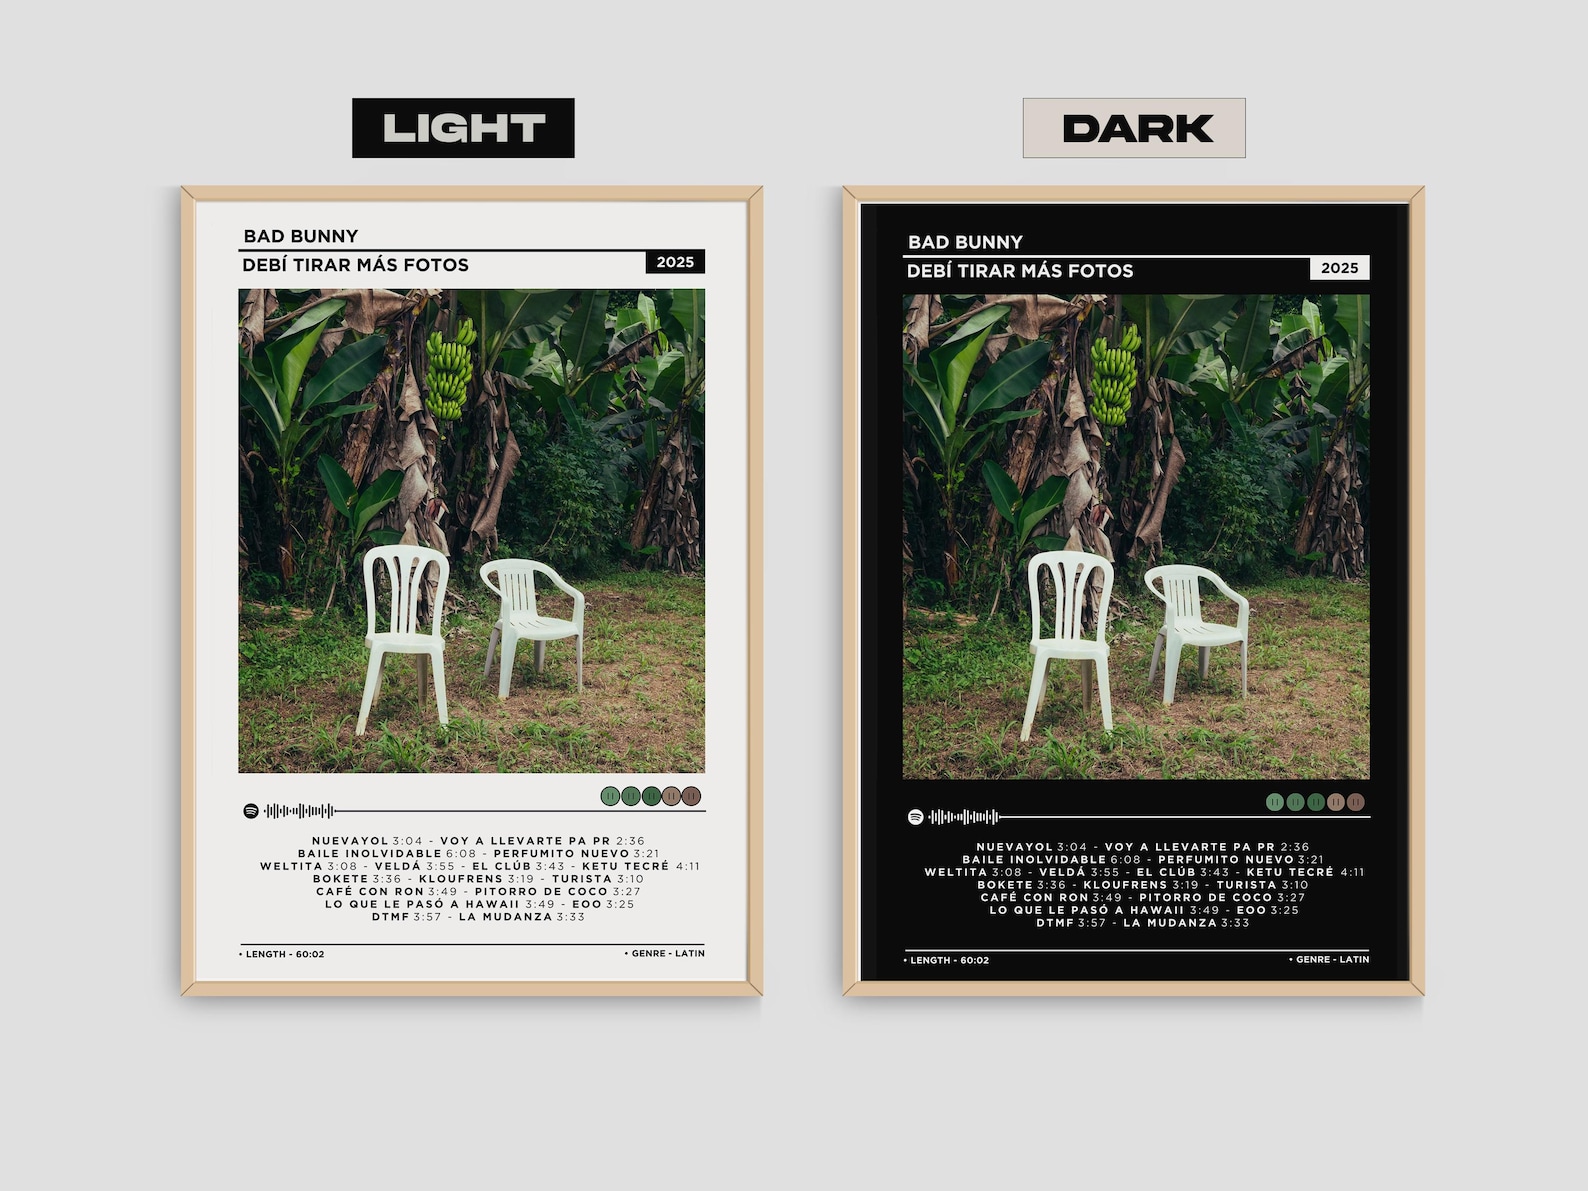 LIGHT
BAD BUNNY
DEBÍ TIRAR MÁS FOTOS
2025
NUEVAYOL 3:04 - VOY A LLEVARTE PA PR 2:36
BAILE INOLVIDABLE 6:08 - PERFUMITO NUEVO 3:21
WELTITA 3:08 - VELDÁ 3:55 - EL CLÚB 3:43 - KETU TECRÉ 4:11
BOKETE 3:36 - KLOUFRENS 3:19 - TURISTA 3:10
CAFÉ CON RON 3:49 - PITORRO DE COCO 3:27
LO QUE LE PASÓ A HAWAII 3:49 - EOO 3:25
DTMF 3:57 - LA MUDANZA 3:33
• LENGTH - 60:02
• GENRE - LATIN
DARK
BAD BUNNY
DEBÍ TIRAR MÁS FOTOS
2025
NUEVAYOL 3:04 - VOY A LLEVARTE PA PR 2:36
BAILE INOLVIDABLE 6:08 - PERFUMITO NUEVO 3:21
WELTITA 3:08 - VELDÁ 3:55 - EL CLÚB 3:43 - KETU TECRÉ 4:11
BOKETE 3:36 - KLOUFRENS 3:19 - TURISTA 3:10
CAFÉ CON RON 3:49 - PITORRO DE COCO 3:27
LO QUE LE PASÓ A HAWAII 3:49 - EOO 3:25
DTMF 3:57 - LA MUDANZA 3:33
• LENGTH - 60:02
• GENRE - LATIN